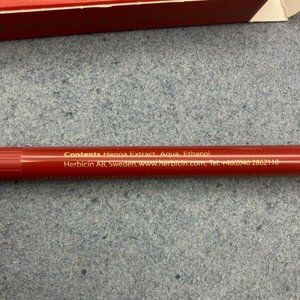 Contents Henna Extract, Aqua, Ethanol
Herbicin AB, Sweden, www.herbicin.com, Tel.+46(0)46 2862110